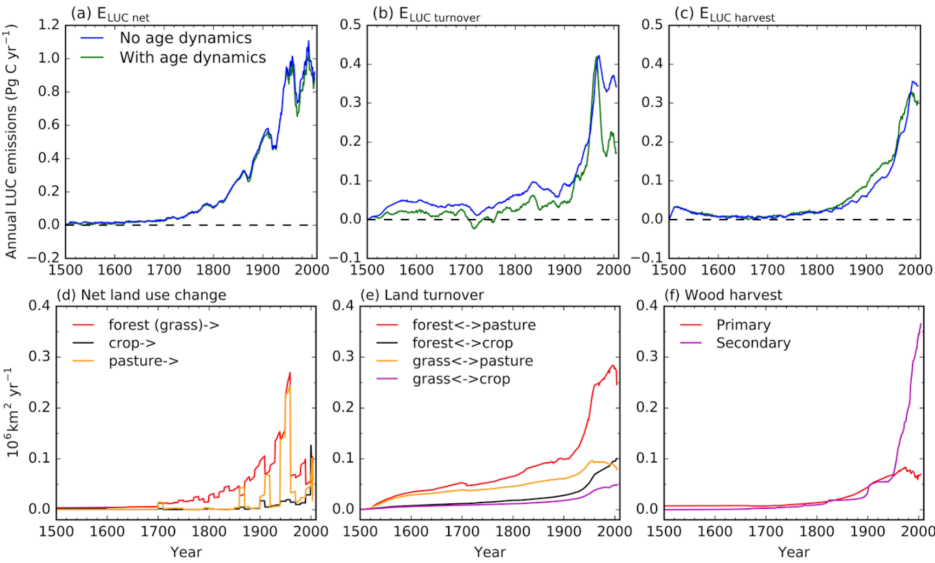 (a) E_LUC net
(b) E_LUC turnover
(c) E_LUC harvest
Annual LUC emissions (Pg C yr⁻¹)
1.2
1.0
0.8
0.6
0.4
0.2
0.0
−0.2
No age dynamics
With age dynamics
1500 1600 1700 1800 1900 2000
0.5
0.4
0.3
0.2
0.1
0.0
−0.1
1500 1600 1700 1800 1900 2000
0.5
0.4
0.3
0.2
0.1
0.0
−0.1
1500 1600 1700 1800 1900 2000
(d) Net land use change
(e) Land turnover
(f) Wood harvest
10⁶km² yr⁻¹
0.4
0.3
0.2
0.1
0.0
forest (grass)->
crop->
pasture->
1500 1600 1700 1800 1900 2000
Year
0.4
0.3
0.2
0.1
0.0
forest<->pasture
forest<->crop
grass<->pasture
grass<->crop
1500 1600 1700 1800 1900 2000
Year
0.4
0.3
0.2
0.1
0.0
Primary
Secondary
1500 1600 1700 1800 1900 2000
Year